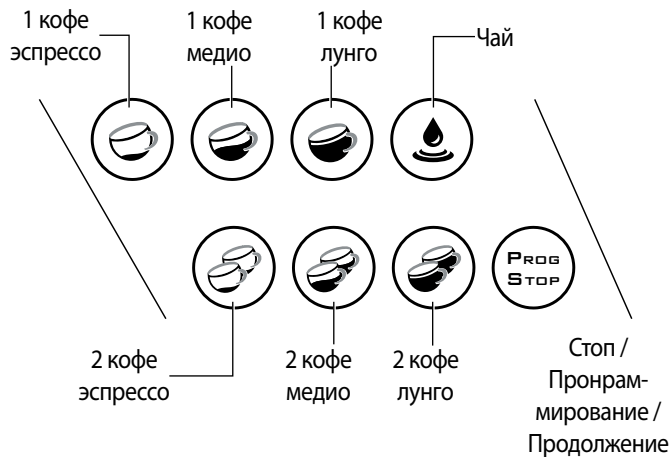 1 кофе
эспрессо
1 кофе
медио
1 кофе
лунго
Чай
PROG
STOP
2 кофе
эспрессо
2 кофе
медио
2 кофе
лунго
Стоп /
Пронрам-
мирование /
Продолжение